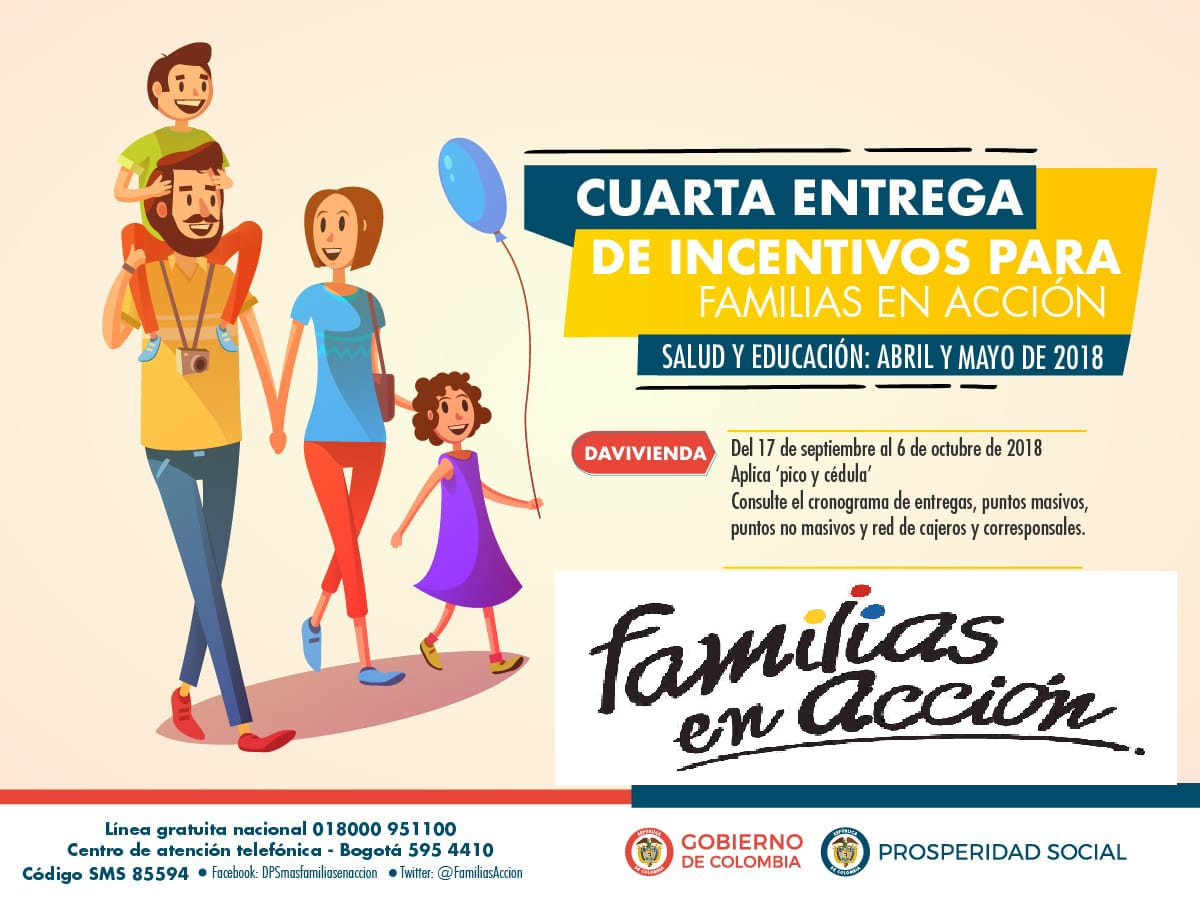 CUARTA ENTREGA
DE INCENTIVOS PARA
FAMILIAS EN ACCIÓN
SALUD Y EDUCACIÓN: ABRIL Y MAYO DE 2018
DAVIVIENDA
Del 17 de septiembre al 6 de octubre de 2018
Aplica ‘pico y cédula’
Consulte el cronograma de entregas, puntos masivos,
puntos no masivos y red de cajeros y corresponsales.
familias
en acción
Línea gratuita nacional 018000 951100
Centro de atención telefónica - Bogotá 595 4410
Código SMS 85594 • Facebook: DPSmasfamiliasenaccion • Twitter: @FamiliasAccion
GOBIERNO
DE COLOMBIA
PROSPERIDAD SOCIAL